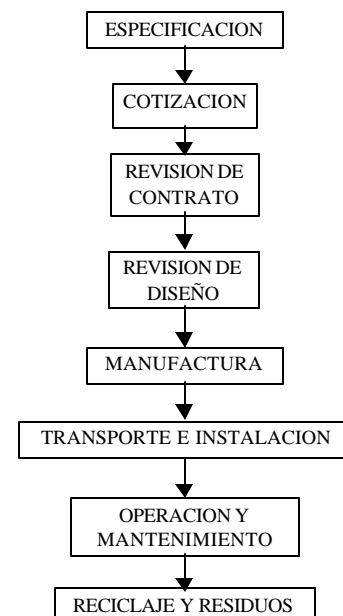 ESPECIFICACION
COTIZACION
REVISION DE
CONTRATO
REVISION DE
DISEÑO
MANUFACTURA
TRANSPORTE E INSTALACION
OPERACION Y
MANTENIMIENTO
RECICLAJE Y RESIDUOS